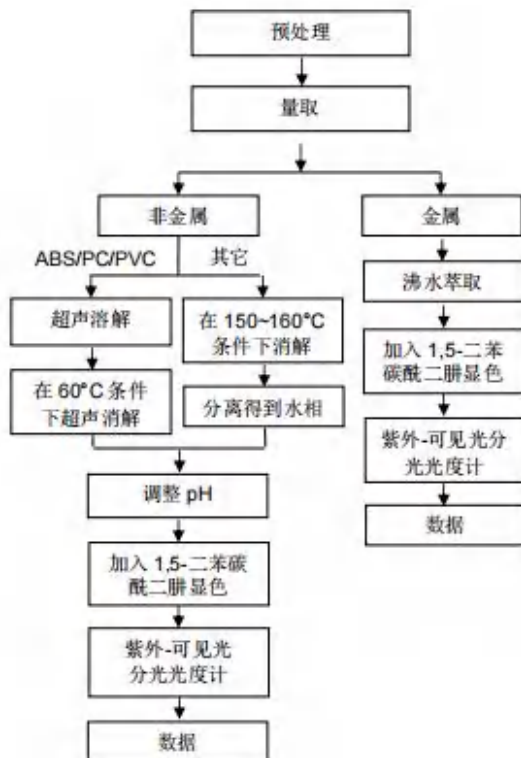 预处理
量取
非金属
金属
ABS/PC/PVC
其它
沸水萃取
超声溶解
在 150~160°C
条件下消解
加入 1,5-二苯
碳酰二肼显色
在 60°C 条件
下超声消解
分离得到水相
紫外-可见光分
光光度计
调整 pH
数据
加入 1,5-二苯碳
酰二肼显色
紫外-可见光
分光光度计
数据